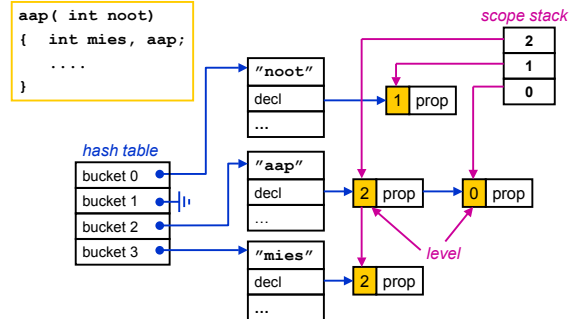 aap( int noot)
{ int mies, aap;
....
}
scope stack
2
1
0
"noot"
decl
...
1 prop
hash table
bucket 0
bucket 1
bucket 2
bucket 3
"aap"
decl
...
2 prop
0 prop
level
"mies"
decl
...
2 prop